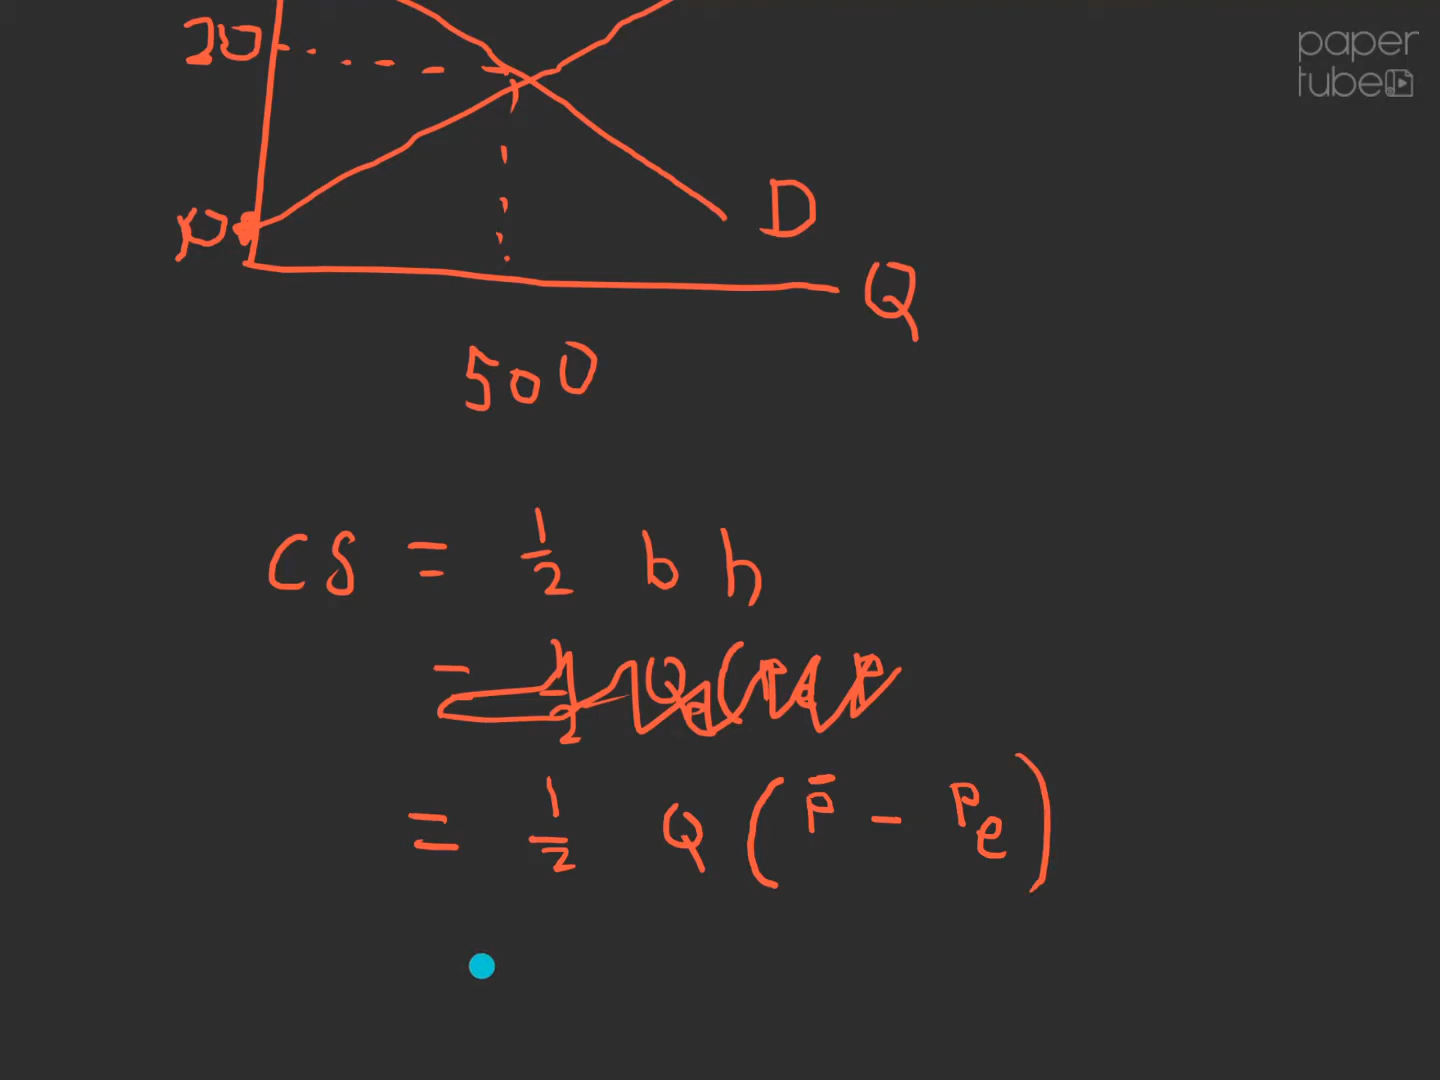 paper
tube
20
D
10
Q
500
CS = 1/2 b h
= 1/2 Q (P̄ - Pe)